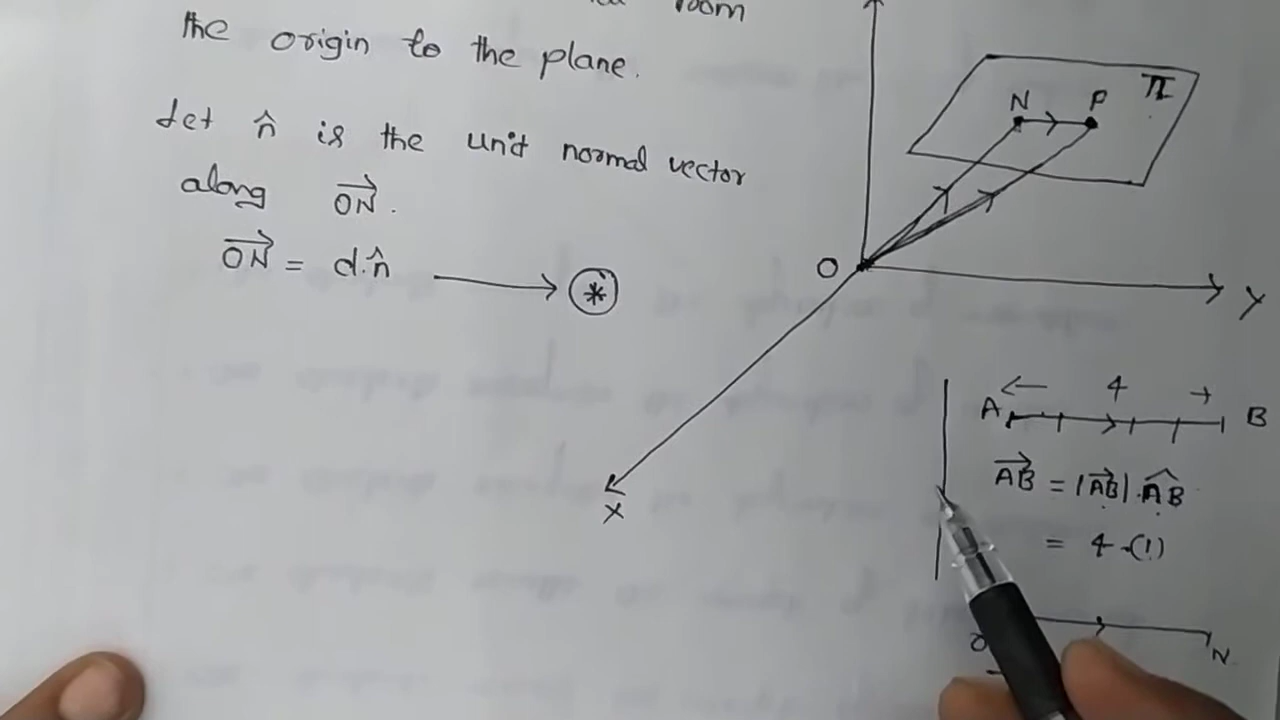 room
the origin to the plane.
Let n̂ is the unit normal vector
along ON⃗.
ON⃗ = d.n̂ → ⊛
N P π
O
Y
X
← 4 →
A B
AB⃗ = |AB⃗|.AB̂
= 4.(1)
O N